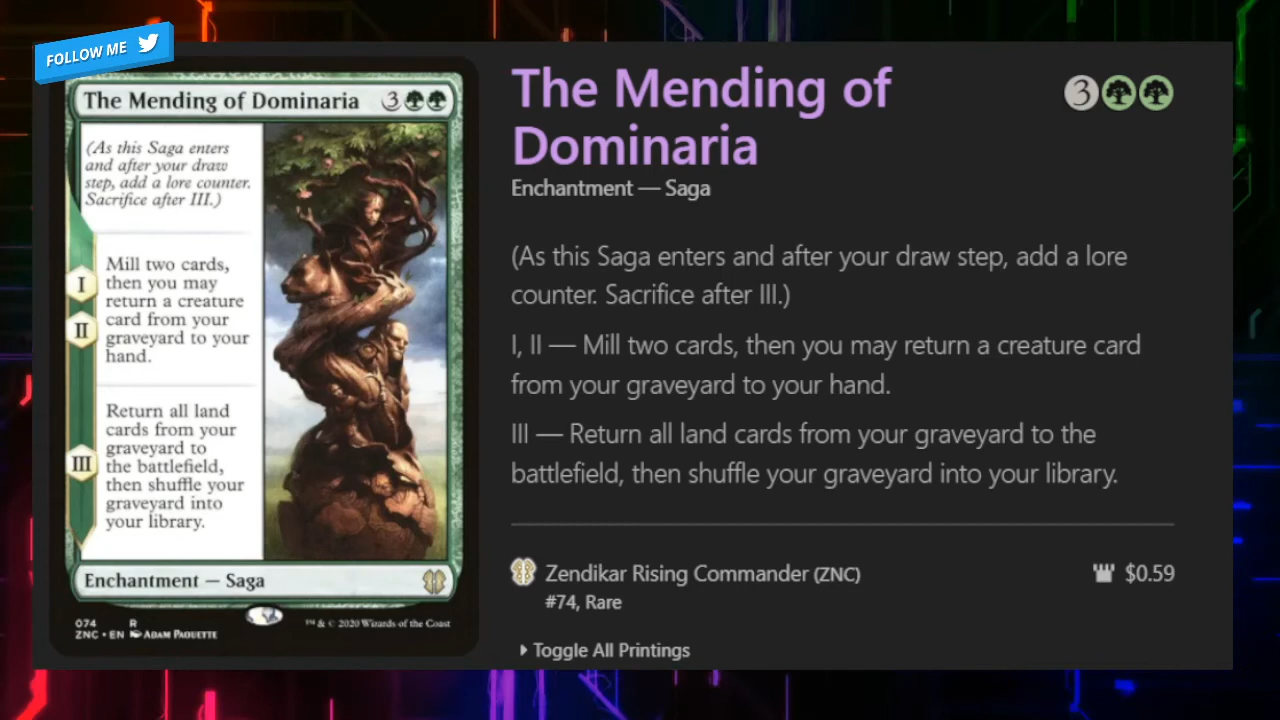 FOLLOW ME
The Mending of Dominaria 3
(As this Saga enters
and after your draw
step, add a lore counter.
Sacrifice after III.)
I
II
Mill two cards,
then you may
return a creature
card from your
graveyard to your
hand.
III
Return all land
cards from your
graveyard to
the battlefield,
then shuffle your
graveyard into
your library.
Enchantment — Saga
074 R
ZNC • EN ADAM PAQUETTE
™ & © 2020 Wizards of the Coast
The Mending of
Dominaria
3
Enchantment — Saga
(As this Saga enters and after your draw step, add a lore
counter. Sacrifice after III.)
I, II — Mill two cards, then you may return a creature card
from your graveyard to your hand.
III — Return all land cards from your graveyard to the
battlefield, then shuffle your graveyard into your library.
Zendikar Rising Commander (ZNC)
#74, Rare
$0.59
Toggle All Printings